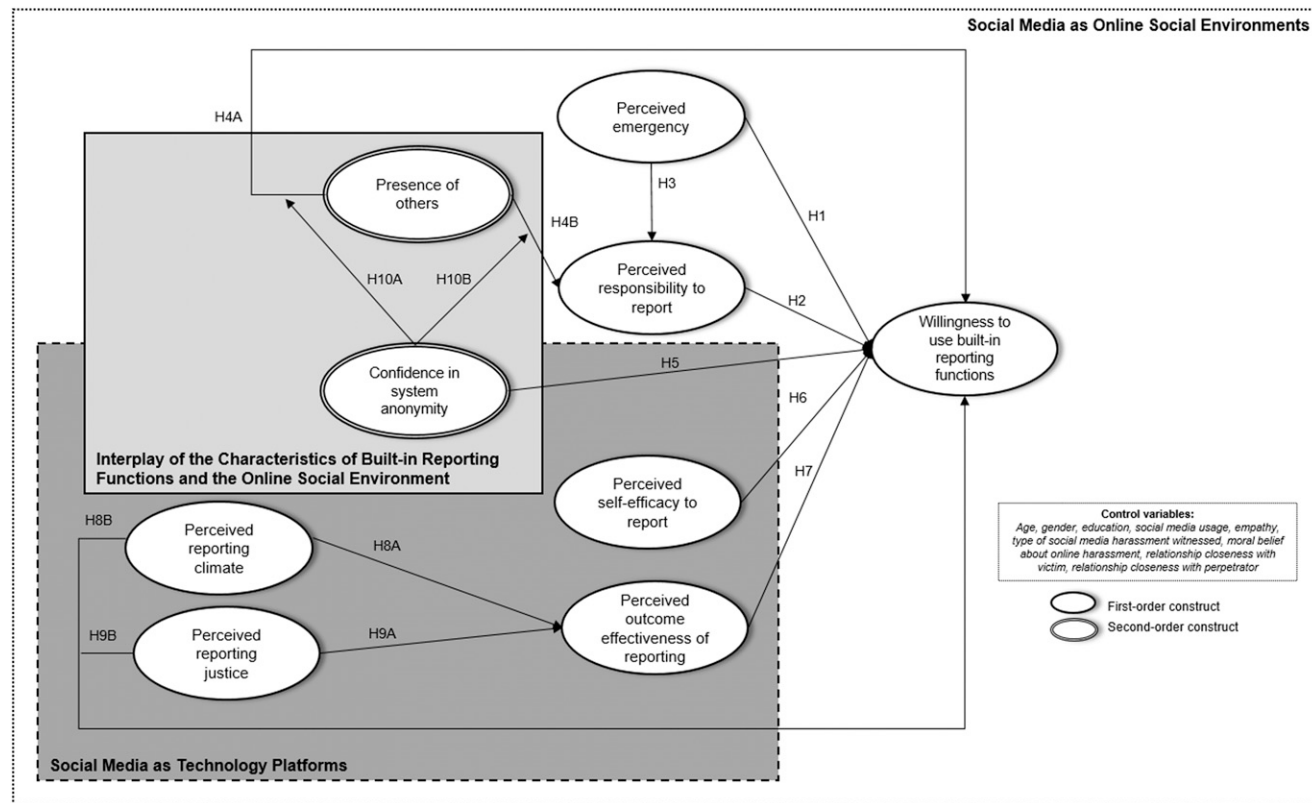 Social Media as Online Social Environments
H4A
Perceived
emergency
Presence of
others
H3
H1
H4B
H10A
H10B
Perceived
responsibility to
report
H2
Willingness to
use built-in
reporting
functions
Confidence in
system
anonymity
H5
H6
Interplay of the Characteristics of Built-in Reporting
Functions and the Online Social Environment
Perceived
self-efficacy to
report
H7
H8B
Perceived
reporting
climate
H8A
Control variables:
Age, gender, education, social media usage, empathy,
type of social media harassment witnessed, moral belief
about online harassment, relationship closeness with
victim, relationship closeness with perpetrator
First-order construct
Second-order construct
H9B
Perceived
reporting
justice
H9A
Perceived
outcome
effectiveness of
reporting
Social Media as Technology Platforms